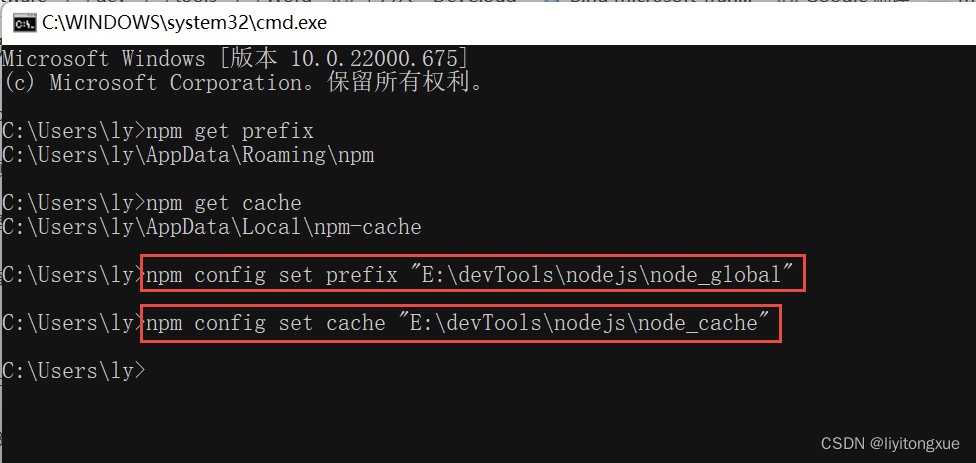 C:\WINDOWS\system32\cmd.exe
Microsoft Windows [版本 10.0.22000.675]
(c) Microsoft Corporation。保留所有权利。
C:\Users\ly>npm get prefix
C:\Users\ly\AppData\Roaming\npm
C:\Users\ly>npm get cache
C:\Users\ly\AppData\Local\npm-cache
C:\Users\ly>npm config set prefix "E:\devTools\nodejs\node_global"
C:\Users\ly>npm config set cache "E:\devTools\nodejs\node_cache"
C:\Users\ly>
CSDN @liyitongxue